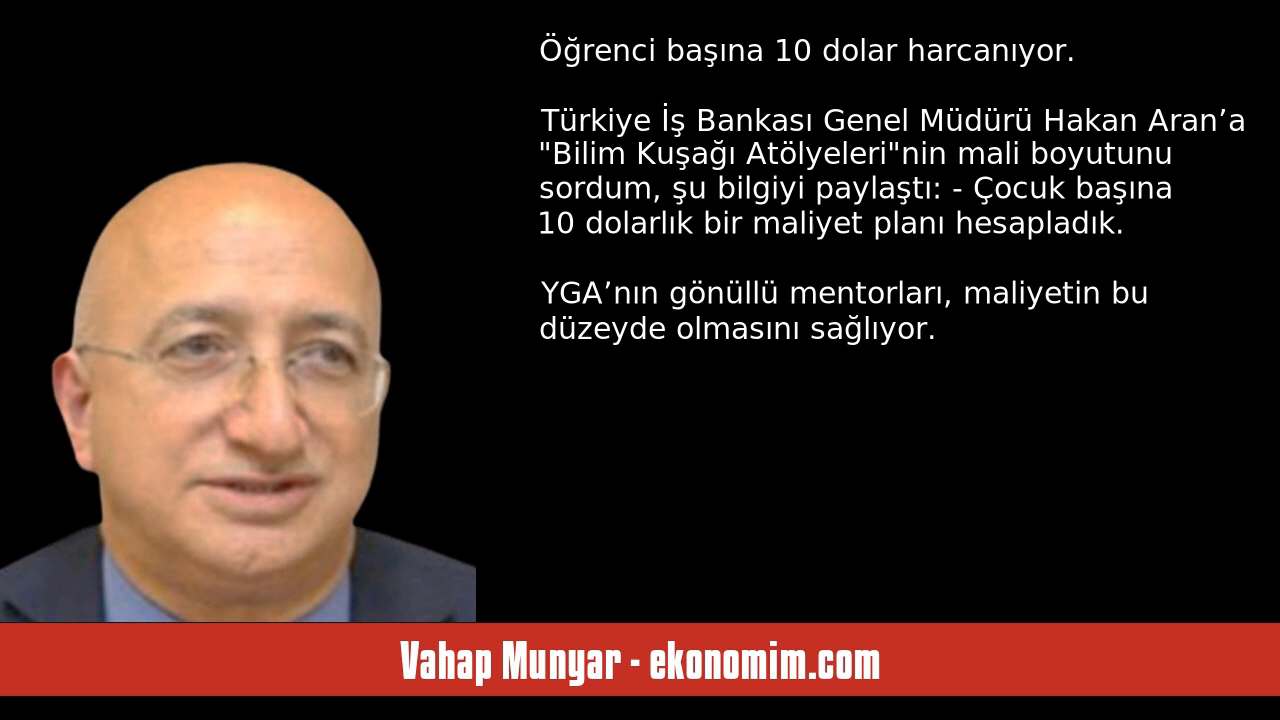 Öğrenci başına 10 dolar harcanıyor.
Türkiye İş Bankası Genel Müdürü Hakan Aran’a
"Bilim Kuşağı Atölyeleri"nin mali boyutunu
sordum, şu bilgiyi paylaştı: - Çocuk başına
10 dolarlık bir maliyet planı hesapladık.
YGA’nın gönüllü mentorları, maliyetin bu
düzeyde olmasını sağlıyor.
Vahap Munyar - ekonomim.com